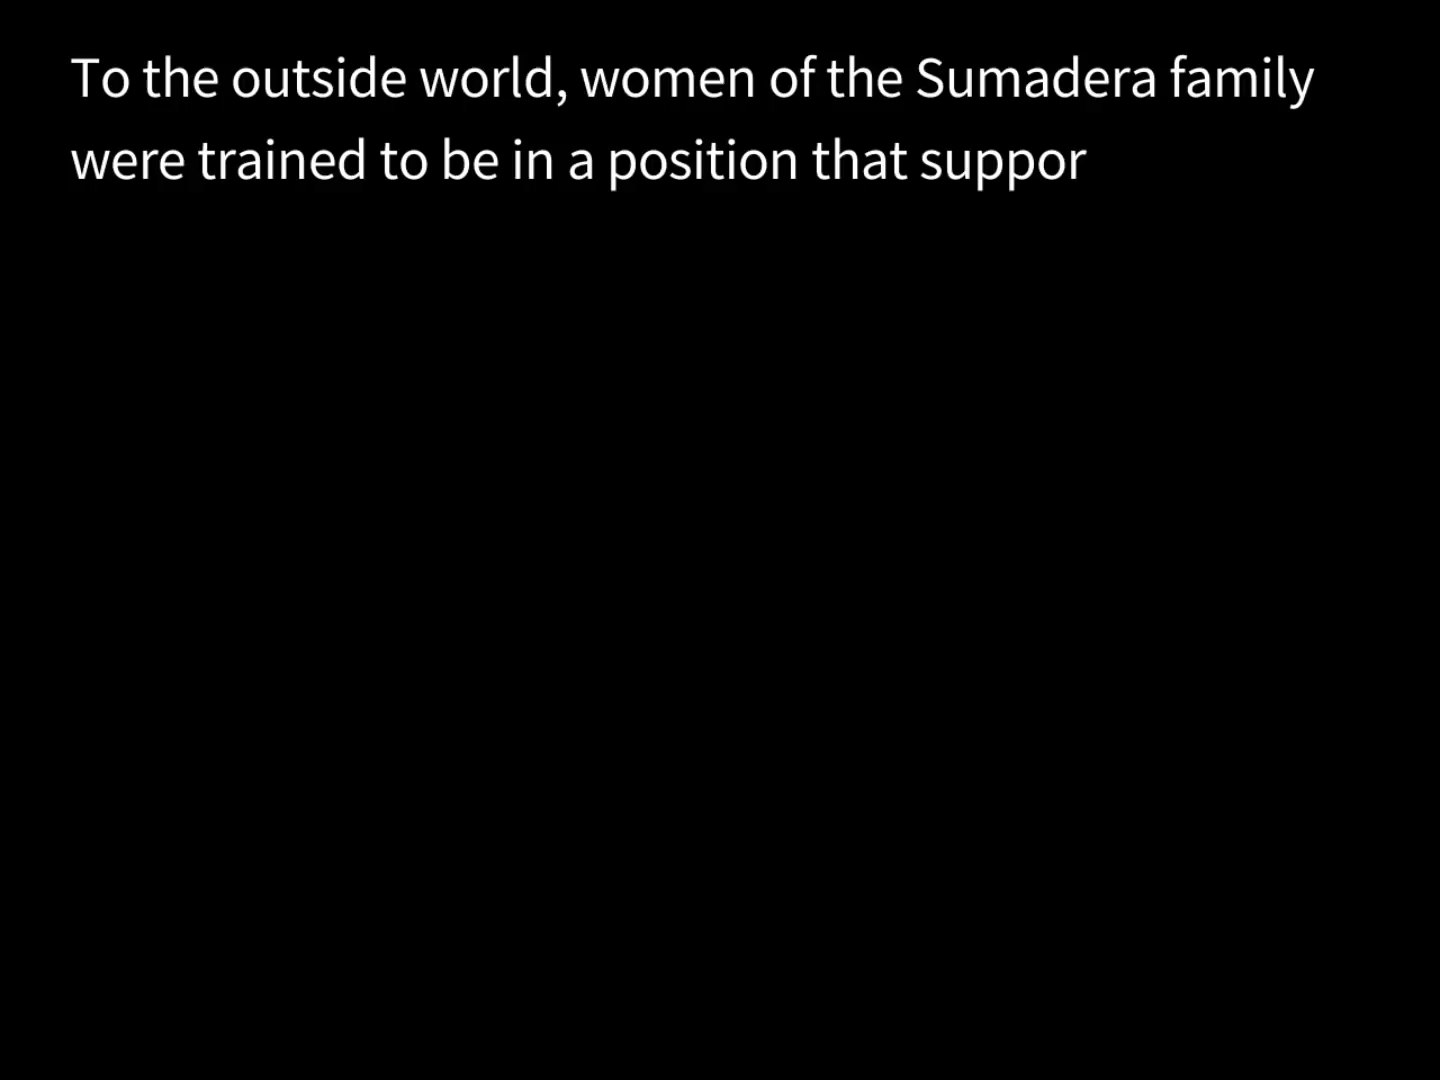 To the outside world, women of the Sumadera family
were trained to be in a position that suppor